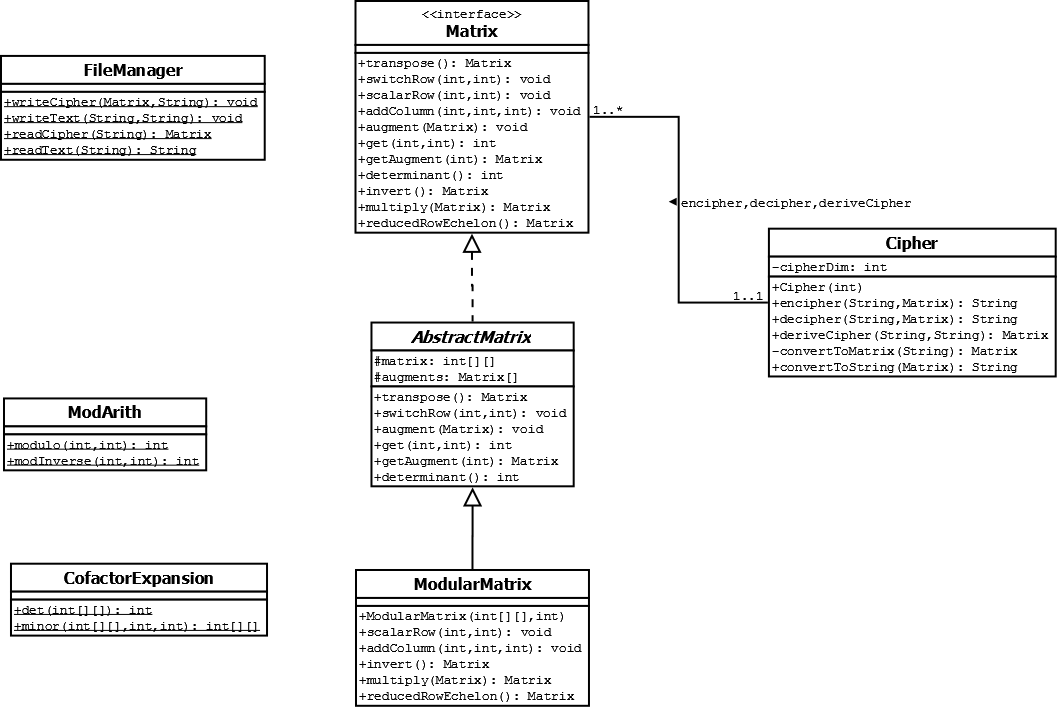 <<interface>>
Matrix
+transpose(): Matrix
+switchRow(int,int): void
+scalarRow(int,int): void
+addColumn(int,int,int): void
+augment(Matrix): void
+get(int,int): int
+getAugment(int): Matrix
+determinant(): int
+invert(): Matrix
+multiply(Matrix): Matrix
+reducedRowEchelon(): Matrix
FileManager
+writeCipher(Matrix,String): void
+writeText(String,String): void
+readCipher(String): Matrix
+readText(String): String
1..*
encipher,decipher,deriveCipher
1..1
Cipher
-cipherDim: int
+Cipher(int)
+encipher(String,Matrix): String
+decipher(String,Matrix): String
+deriveCipher(String,String): Matrix
-convertToMatrix(String): Matrix
+convertToString(Matrix): String
AbstractMatrix
#matrix: int[][]
#augments: Matrix[]
+transpose(): Matrix
+switchRow(int,int): void
+augment(Matrix): void
+get(int,int): int
+getAugment(int): Matrix
+determinant(): int
ModArith
+modulo(int,int): int
+modInverse(int,int): int
CofactorExpansion
+det(int[][]): int
+minor(int[][],int,int): int[][]
ModularMatrix
+ModularMatrix(int[][],int)
+scalarRow(int,int): void
+addColumn(int,int,int): void
+invert(): Matrix
+multiply(Matrix): Matrix
+reducedRowEchelon(): Matrix